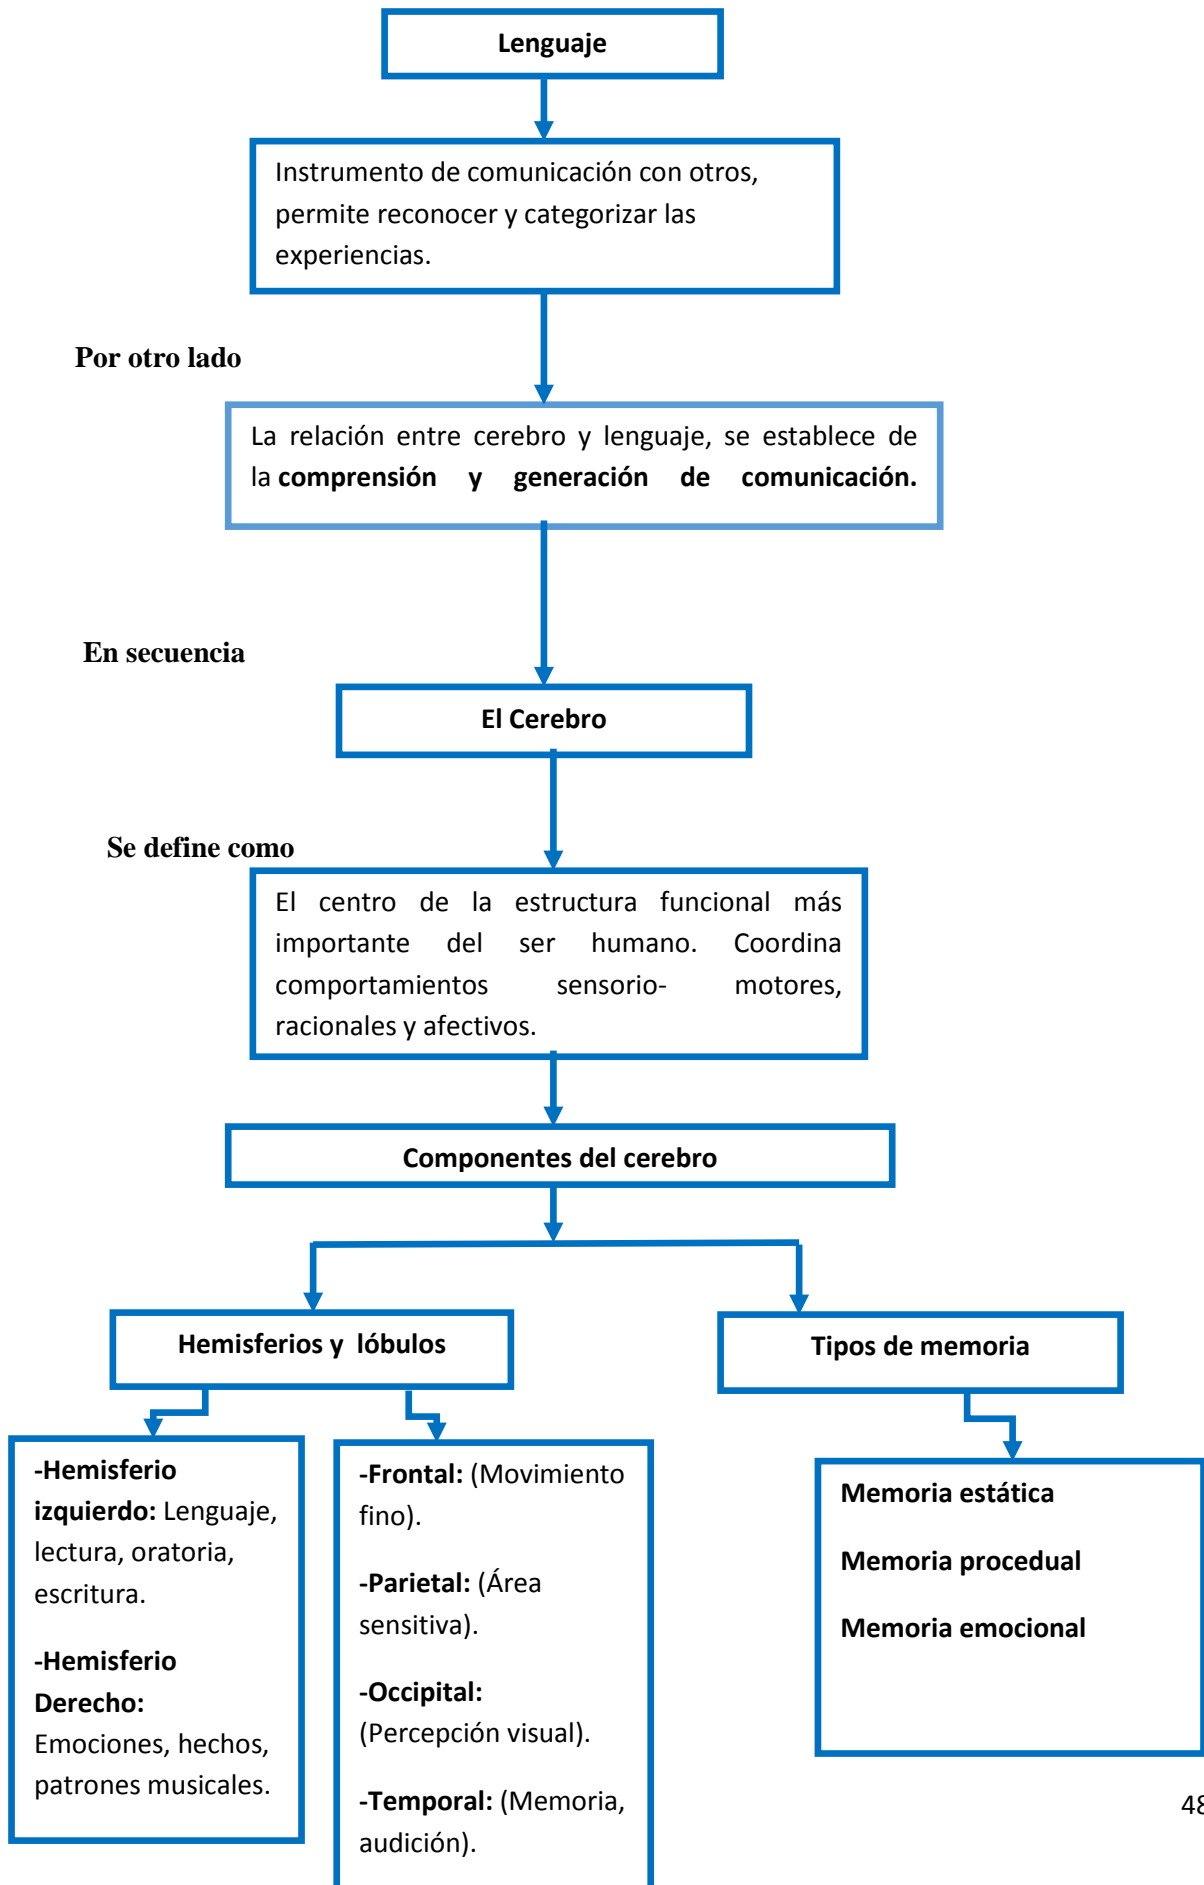 Lenguaje
Instrumento de comunicación con otros,
permite reconocer y categorizar las
experiencias.
Por otro lado
La relación entre cerebro y lenguaje, se establece de
la comprensión y generación de comunicación.
En secuencia
El Cerebro
Se define como
El centro de la estructura funcional más
importante del ser humano. Coordina
comportamientos sensorio- motores,
racionales y afectivos.
Componentes del cerebro
Hemisferios y lóbulos
Tipos de memoria
-Hemisferio
izquierdo: Lenguaje,
lectura, oratoria,
escritura.
-Hemisferio
Derecho:
Emociones, hechos,
patrones musicales.
-Frontal: (Movimiento
fino).
-Parietal: (Área
sensitiva).
-Occipital:
(Percepción visual).
-Temporal: (Memoria,
audición).
Memoria estática
Memoria procedual
Memoria emocional
48